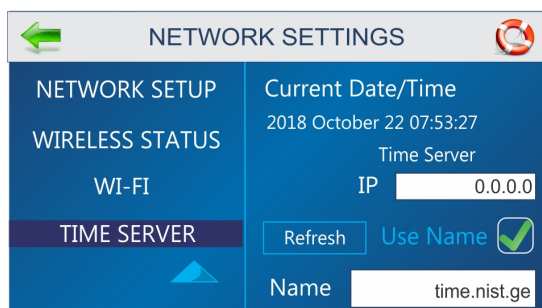 NETWORK SETTINGS
NETWORK SETUP
WIRELESS STATUS
WI-FI
TIME SERVER
Current Date/Time
2018 October 22 07:53:27
Time Server
IP 0.0.0.0
Refresh Use Name
Name time.nist.ge